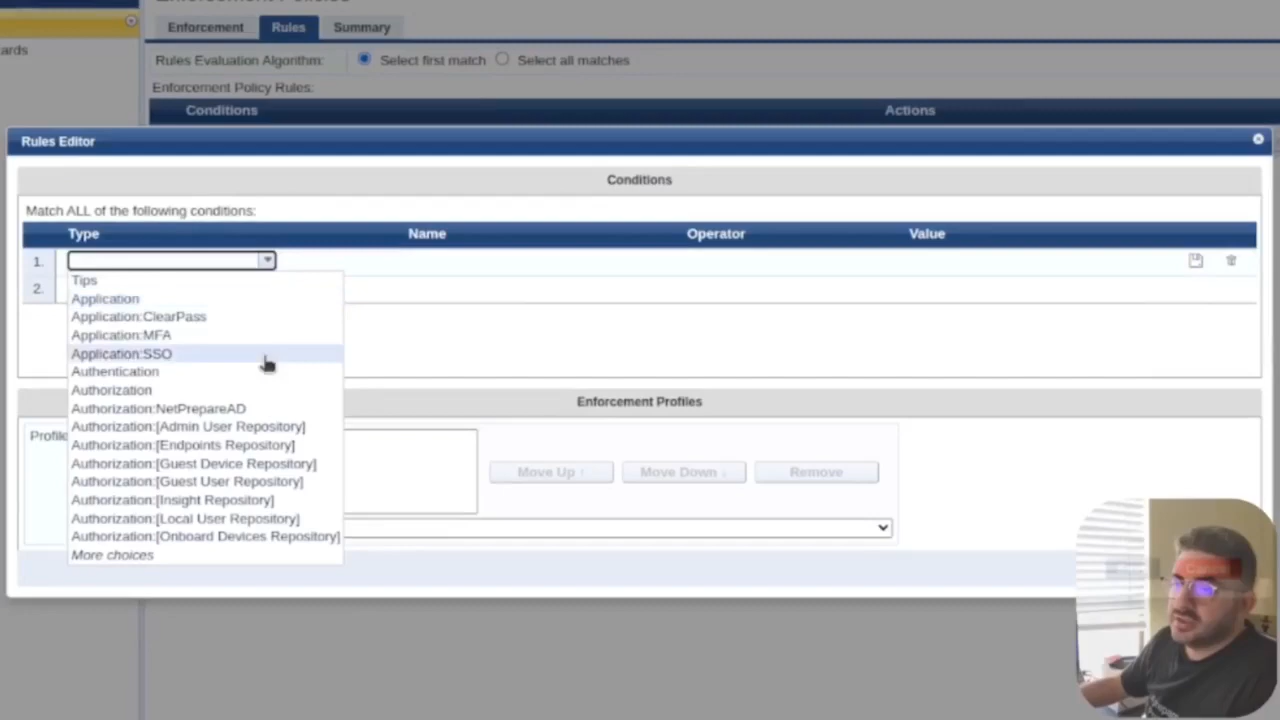 Enforcement Policies
ards
Enforcement Rules Summary
Rules Evaluation Algorithm: Select first match Select all matches
Enforcement Policy Rules:
Conditions Actions
Rules Editor
Conditions
Match ALL of the following conditions:
Type Name Operator Value
1.
2.
Tips
Application
Application:ClearPass
Application:MFA
Application:SSO
Authentication
Authorization
Authorization:NetPrepareAD
Authorization:[Admin User Repository]
Authorization:[Endpoints Repository]
Authorization:[Guest Device Repository]
Authorization:[Guest User Repository]
Authorization:[Insight Repository]
Authorization:[Local User Repository]
Authorization:[Onboard Devices Repository]
More choices
Enforcement Profiles
Profile
Move Up ↑ Move Down ↓ Remove